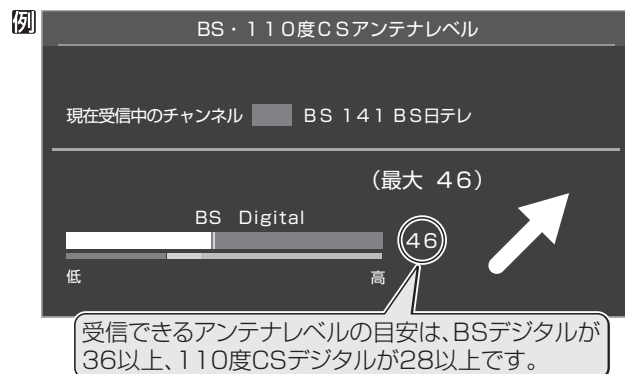 例
BS・110度CSアンテナレベル
現在受信中のチャンネル BS 141 BS日テレ
（最大 46）
BS Digital
46
低 高
受信できるアンテナレベルの目安は、BSデジタルが
36以上、110度CSデジタルが28以上です。